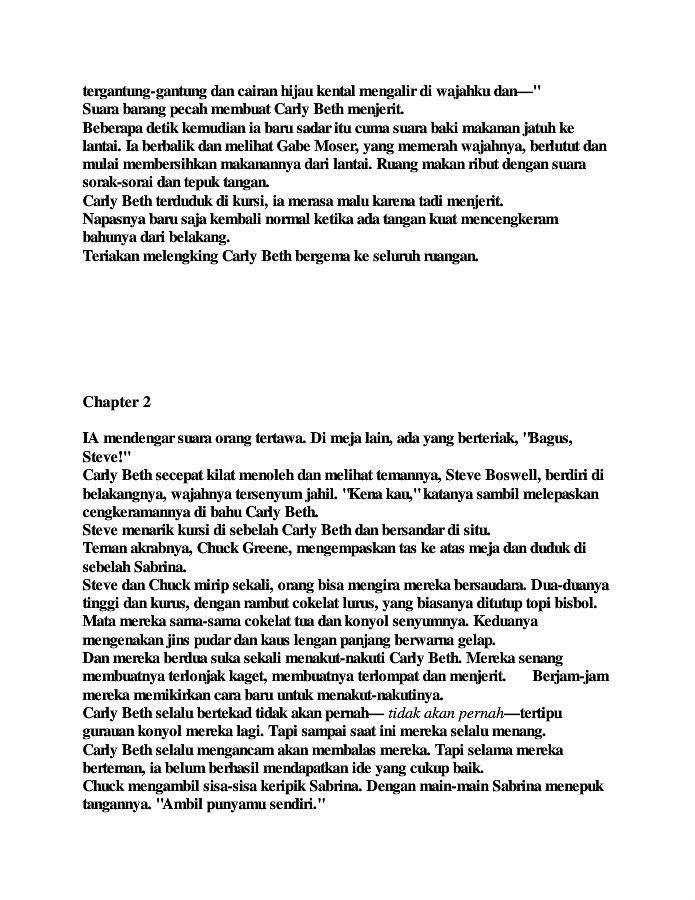 tergantung-gantung dan cairan hijau kental mengalir di wajahku dan—"
Suara barang pecah membuat Carly Beth menjerit.
Beberapa detik kemudian ia baru sadar itu cuma suara baki makanan jatuh ke
lantai. Ia berbalik dan melihat Gabe Moser, yang memerah wajahnya, berlutut dan
mulai membersihkan makanannya dari lantai. Ruang makan ribut dengan suara
sorak-sorai dan tepuk tangan.
Carly Beth terduduk di kursi, ia merasa malu karena tadi menjerit.
Napasnya baru saja kembali normal ketika ada tangan kuat mencengkeram
bahunya dari belakang.
Teriakan melengking Carly Beth bergema ke seluruh ruangan.
Chapter 2
IA mendengar suara orang tertawa. Di meja lain, ada yang berteriak, "Bagus,
Steve!"
Carly Beth secepat kilat menoleh dan melihat temannya, Steve Boswell, berdiri di
belakangnya, wajahnya tersenyum jahil. "Kena kau," katanya sambil melepaskan
cengkeramannya di bahu Carly Beth.
Steve menarik kursi di sebelah Carly Beth dan bersandar di situ.
Teman akrabnya, Chuck Greene, mengempaskan tas ke atas meja dan duduk di
sebelah Sabrina.
Steve dan Chuck mirip sekali, orang bisa mengira mereka bersaudara. Dua-duanya
tinggi dan kurus, dengan rambut cokelat lurus, yang biasanya ditutup topi bisbol.
Mata mereka sama-sama cokelat tua dan konyol senyumnya. Keduanya
mengenakan jins pudar dan kaus lengan panjang berwarna gelap.
Dan mereka berdua suka sekali menakut-nakuti Carly Beth. Mereka senang
membuatnya terlonjak kaget, membuatnya terlompat dan menjerit. Berjam-jam
mereka memikirkan cara baru untuk menakut-nakutinya.
Carly Beth selalu bertekad tidak akan pernah— tidak akan pernah—tertipu
gurauan konyol mereka lagi. Tapi sampai saat ini mereka selalu menang.
Carly Beth selalu mengancam akan membalas mereka. Tapi selama mereka
berteman, ia belum berhasil mendapatkan ide yang cukup baik.
Chuck mengambil sisa-sisa keripik Sabrina. Dengan main-main Sabrina menepuk
tangannya. "Ambil punyamu sendiri."